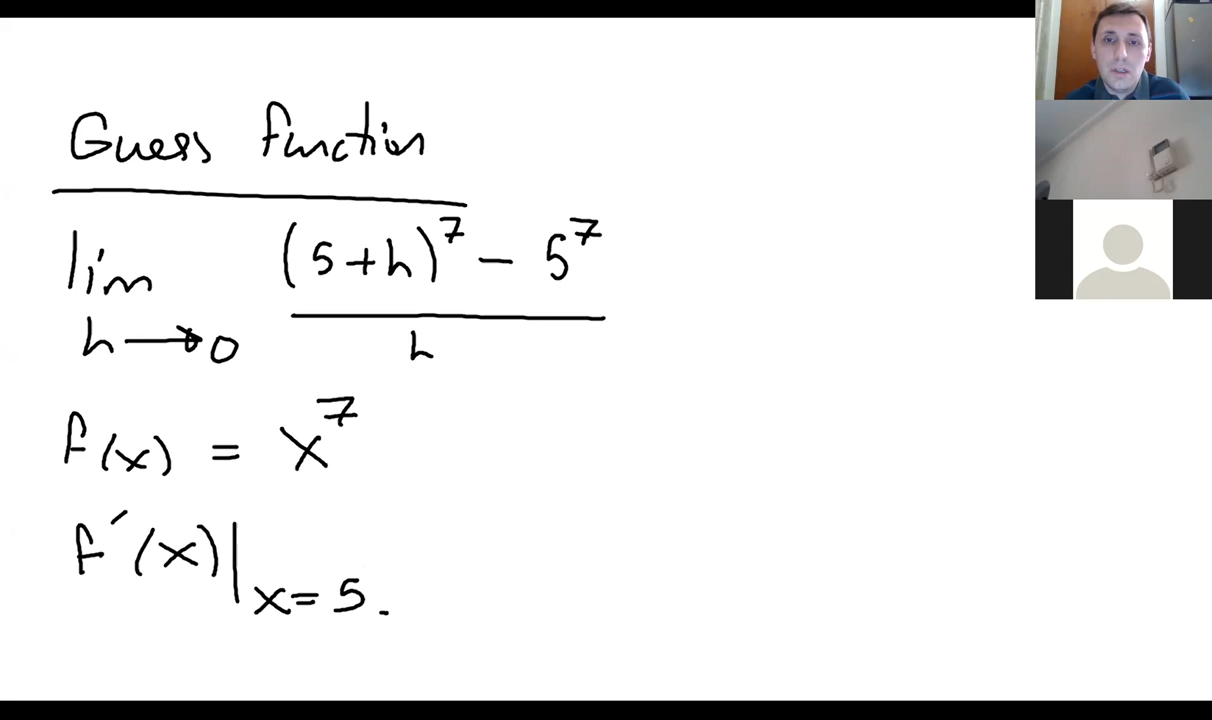 Guess function
lim h→0 ((5+h)^7 - 5^7)/h
f(x) = x^7
f'(x)|x=5.